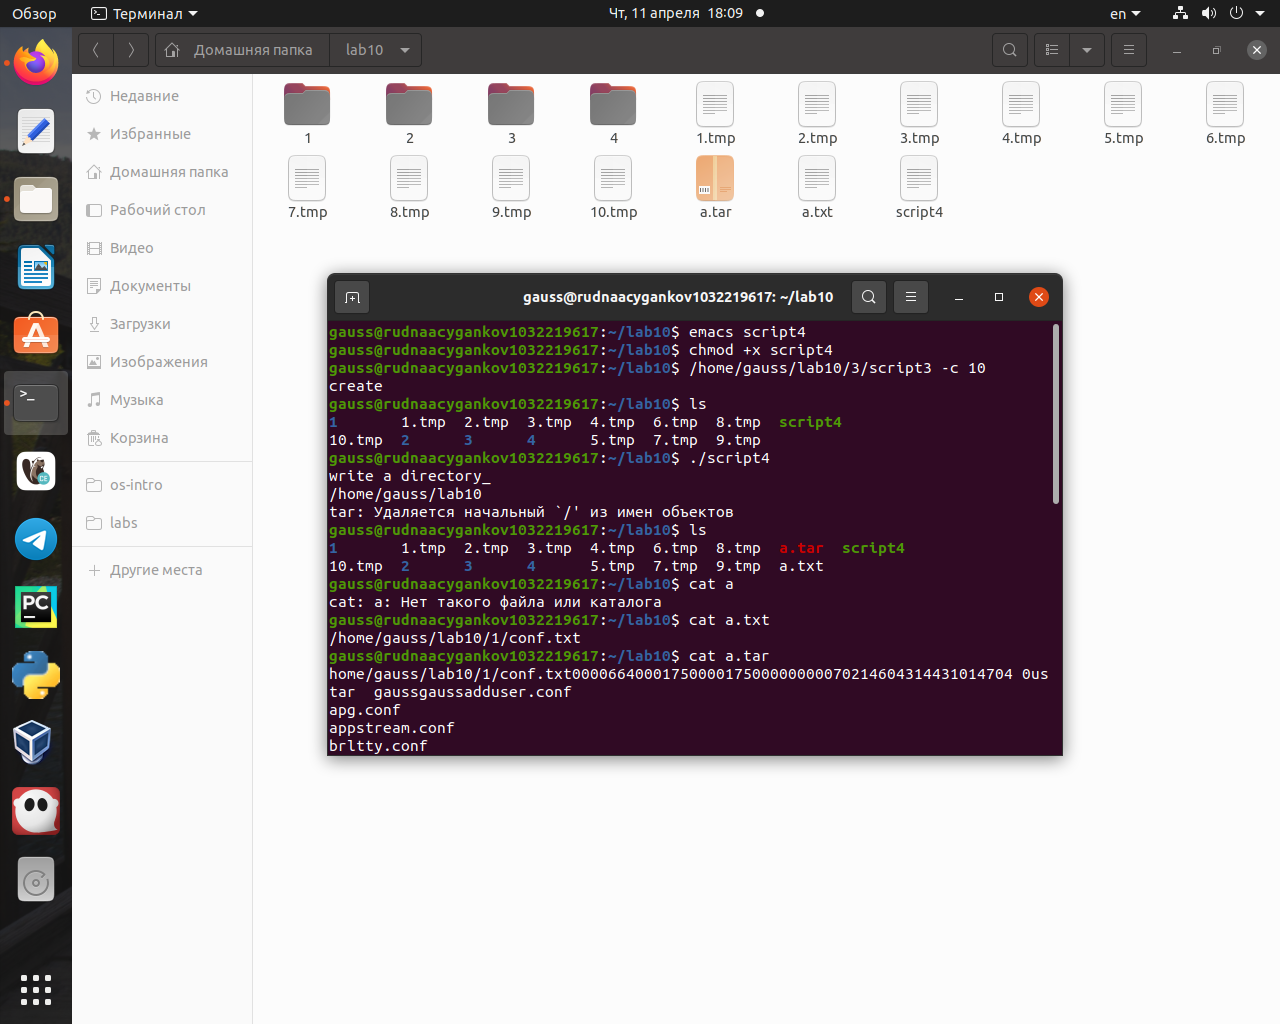 Обзор
Терминал
Чт, 11 апреля 18:09
en
Домашняя папка
lab10
Недавние
Избранные
Домашняя папка
Рабочий стол
Видео
Документы
Загрузки
Изображения
Музыка
Корзина
os-intro
labs
Другие места
1 2 3 4 1.tmp 2.tmp 3.tmp 4.tmp 5.tmp 6.tmp
7.tmp 8.tmp 9.tmp 10.tmp a.tar a.txt script4
gauss@rudnaacygankov1032219617: ~/lab10
gauss@rudnaacygankov1032219617:~/lab10$ emacs script4
gauss@rudnaacygankov1032219617:~/lab10$ chmod +x script4
gauss@rudnaacygankov1032219617:~/lab10$ /home/gauss/lab10/3/script3 -c 10
create
gauss@rudnaacygankov1032219617:~/lab10$ ls
1 1.tmp 2.tmp 3.tmp 4.tmp 6.tmp 8.tmp script4
10.tmp 2 3 4 5.tmp 7.tmp 9.tmp
gauss@rudnaacygankov1032219617:~/lab10$ ./script4
write a directory_
/home/gauss/lab10
tar: Удаляется начальный `/' из имен объектов
gauss@rudnaacygankov1032219617:~/lab10$ ls
1 1.tmp 2.tmp 3.tmp 4.tmp 6.tmp 8.tmp a.tar script4
10.tmp 2 3 4 5.tmp 7.tmp 9.tmp a.txt
gauss@rudnaacygankov1032219617:~/lab10$ cat a
cat: a: Нет такого файла или каталога
gauss@rudnaacygankov1032219617:~/lab10$ cat a.txt
/home/gauss/lab10/1/conf.txt
gauss@rudnaacygankov1032219617:~/lab10$ cat a.tar
home/gauss/lab10/1/conf.txt0000664000175000017500000000070214604314431014704 0us
tar gaussgaussadduser.conf
apg.conf
appstream.conf
brltty.conf
>_
CE
PC